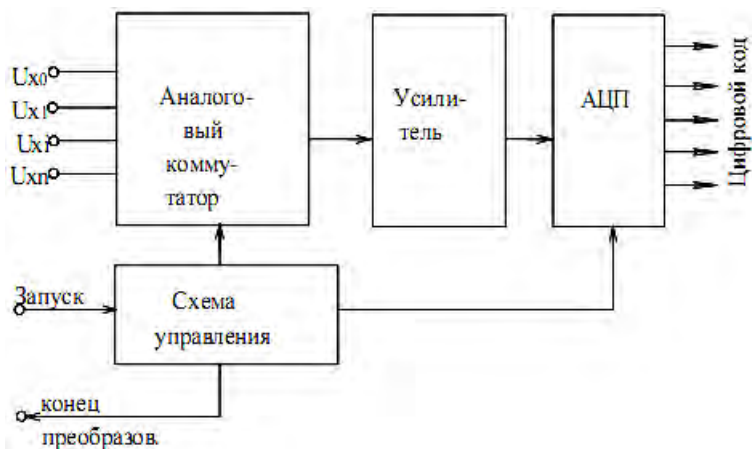 Ux0
Ux1
Uxi
Uxn
Аналого-
вый
комму-
татор
Усили-
тель
АЦП
Цифровой код
Запуск
Схема
управления
конец
преобразов.